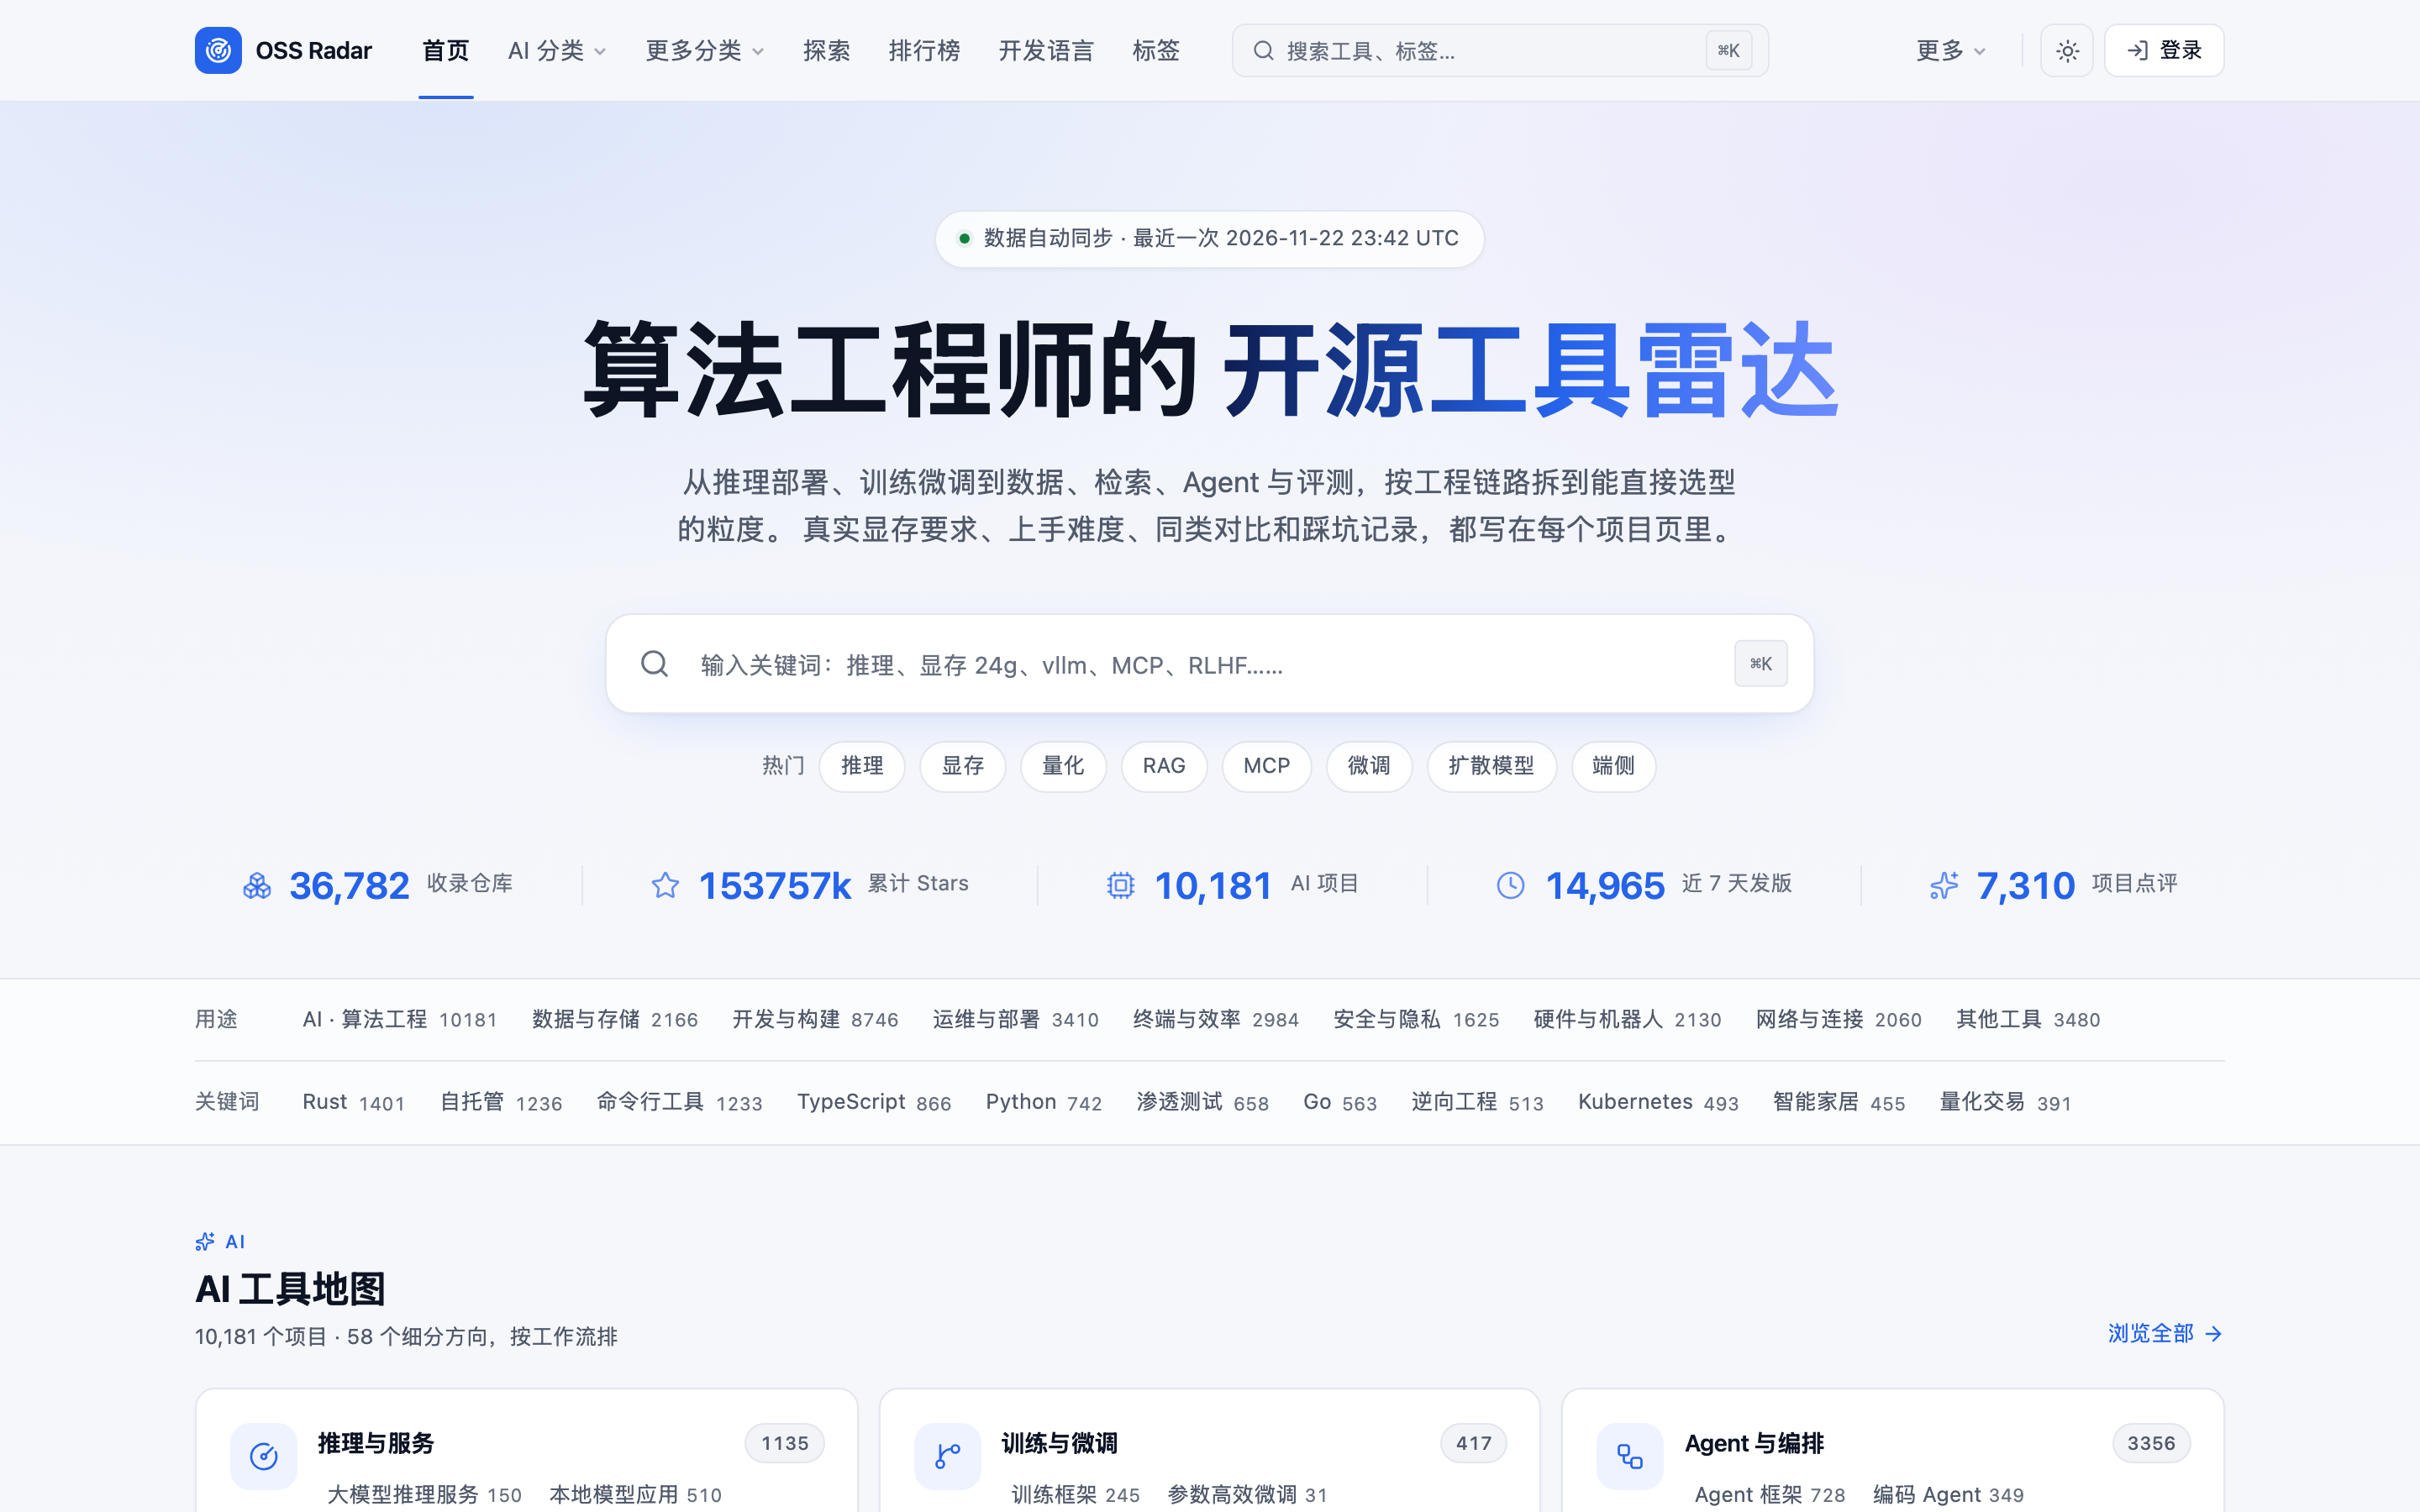 OSS Radar 首页 AI 分类 更多分类 探索 排行榜 开发语言 标签 搜索工具、标签... ⌘K 更多 登录
数据自动同步 · 最近一次 2026-11-22 23:42 UTC
算法工程师的 开源工具雷达
从推理部署、训练微调到数据、检索、Agent 与评测，按工程链路拆到能直接选型
的粒度。 真实显存要求、上手难度、同类对比和踩坑记录，都写在每个项目页里。
输入关键词：推理、显存 24g、vllm、MCP、RLHF…… ⌘K
热门 推理 显存 量化 RAG MCP 微调 扩散模型 端侧
36,782 收录仓库 153757k 累计 Stars 10,181 AI 项目 14,965 近 7 天发版 7,310 项目点评
用途 AI · 算法工程 10181 数据与存储 2166 开发与构建 8746 运维与部署 3410 终端与效率 2984 安全与隐私 1625 硬件与机器人 2130 网络与连接 2060 其他工具 3480
关键词 Rust 1401 自托管 1236 命令行工具 1233 TypeScript 866 Python 742 渗透测试 658 Go 563 逆向工程 513 Kubernetes 493 智能家居 455 量化交易 391
AI
AI 工具地图
10,181 个项目 · 58 个细分方向，按工作流排 浏览全部
推理与服务 1135 训练与微调 417 Agent 与编排 3356
大模型推理服务 150 本地模型应用 510 训练框架 245 参数高效微调 31 Agent 框架 728 编码 Agent 349